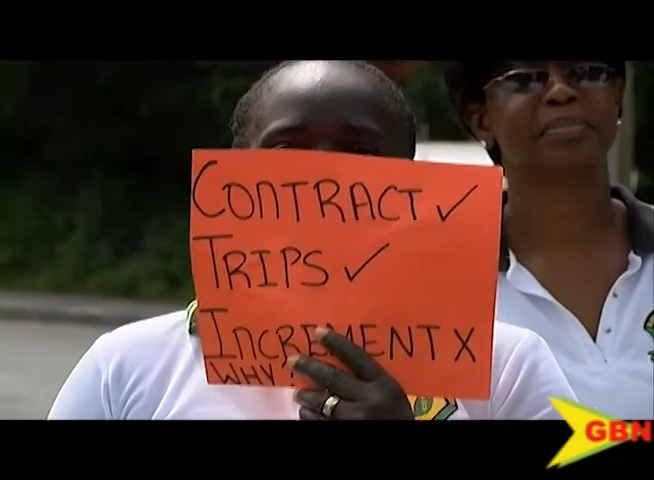 CONTRACT ✓
TRIPS ✓
INCREMENT X
WHY?
GBN